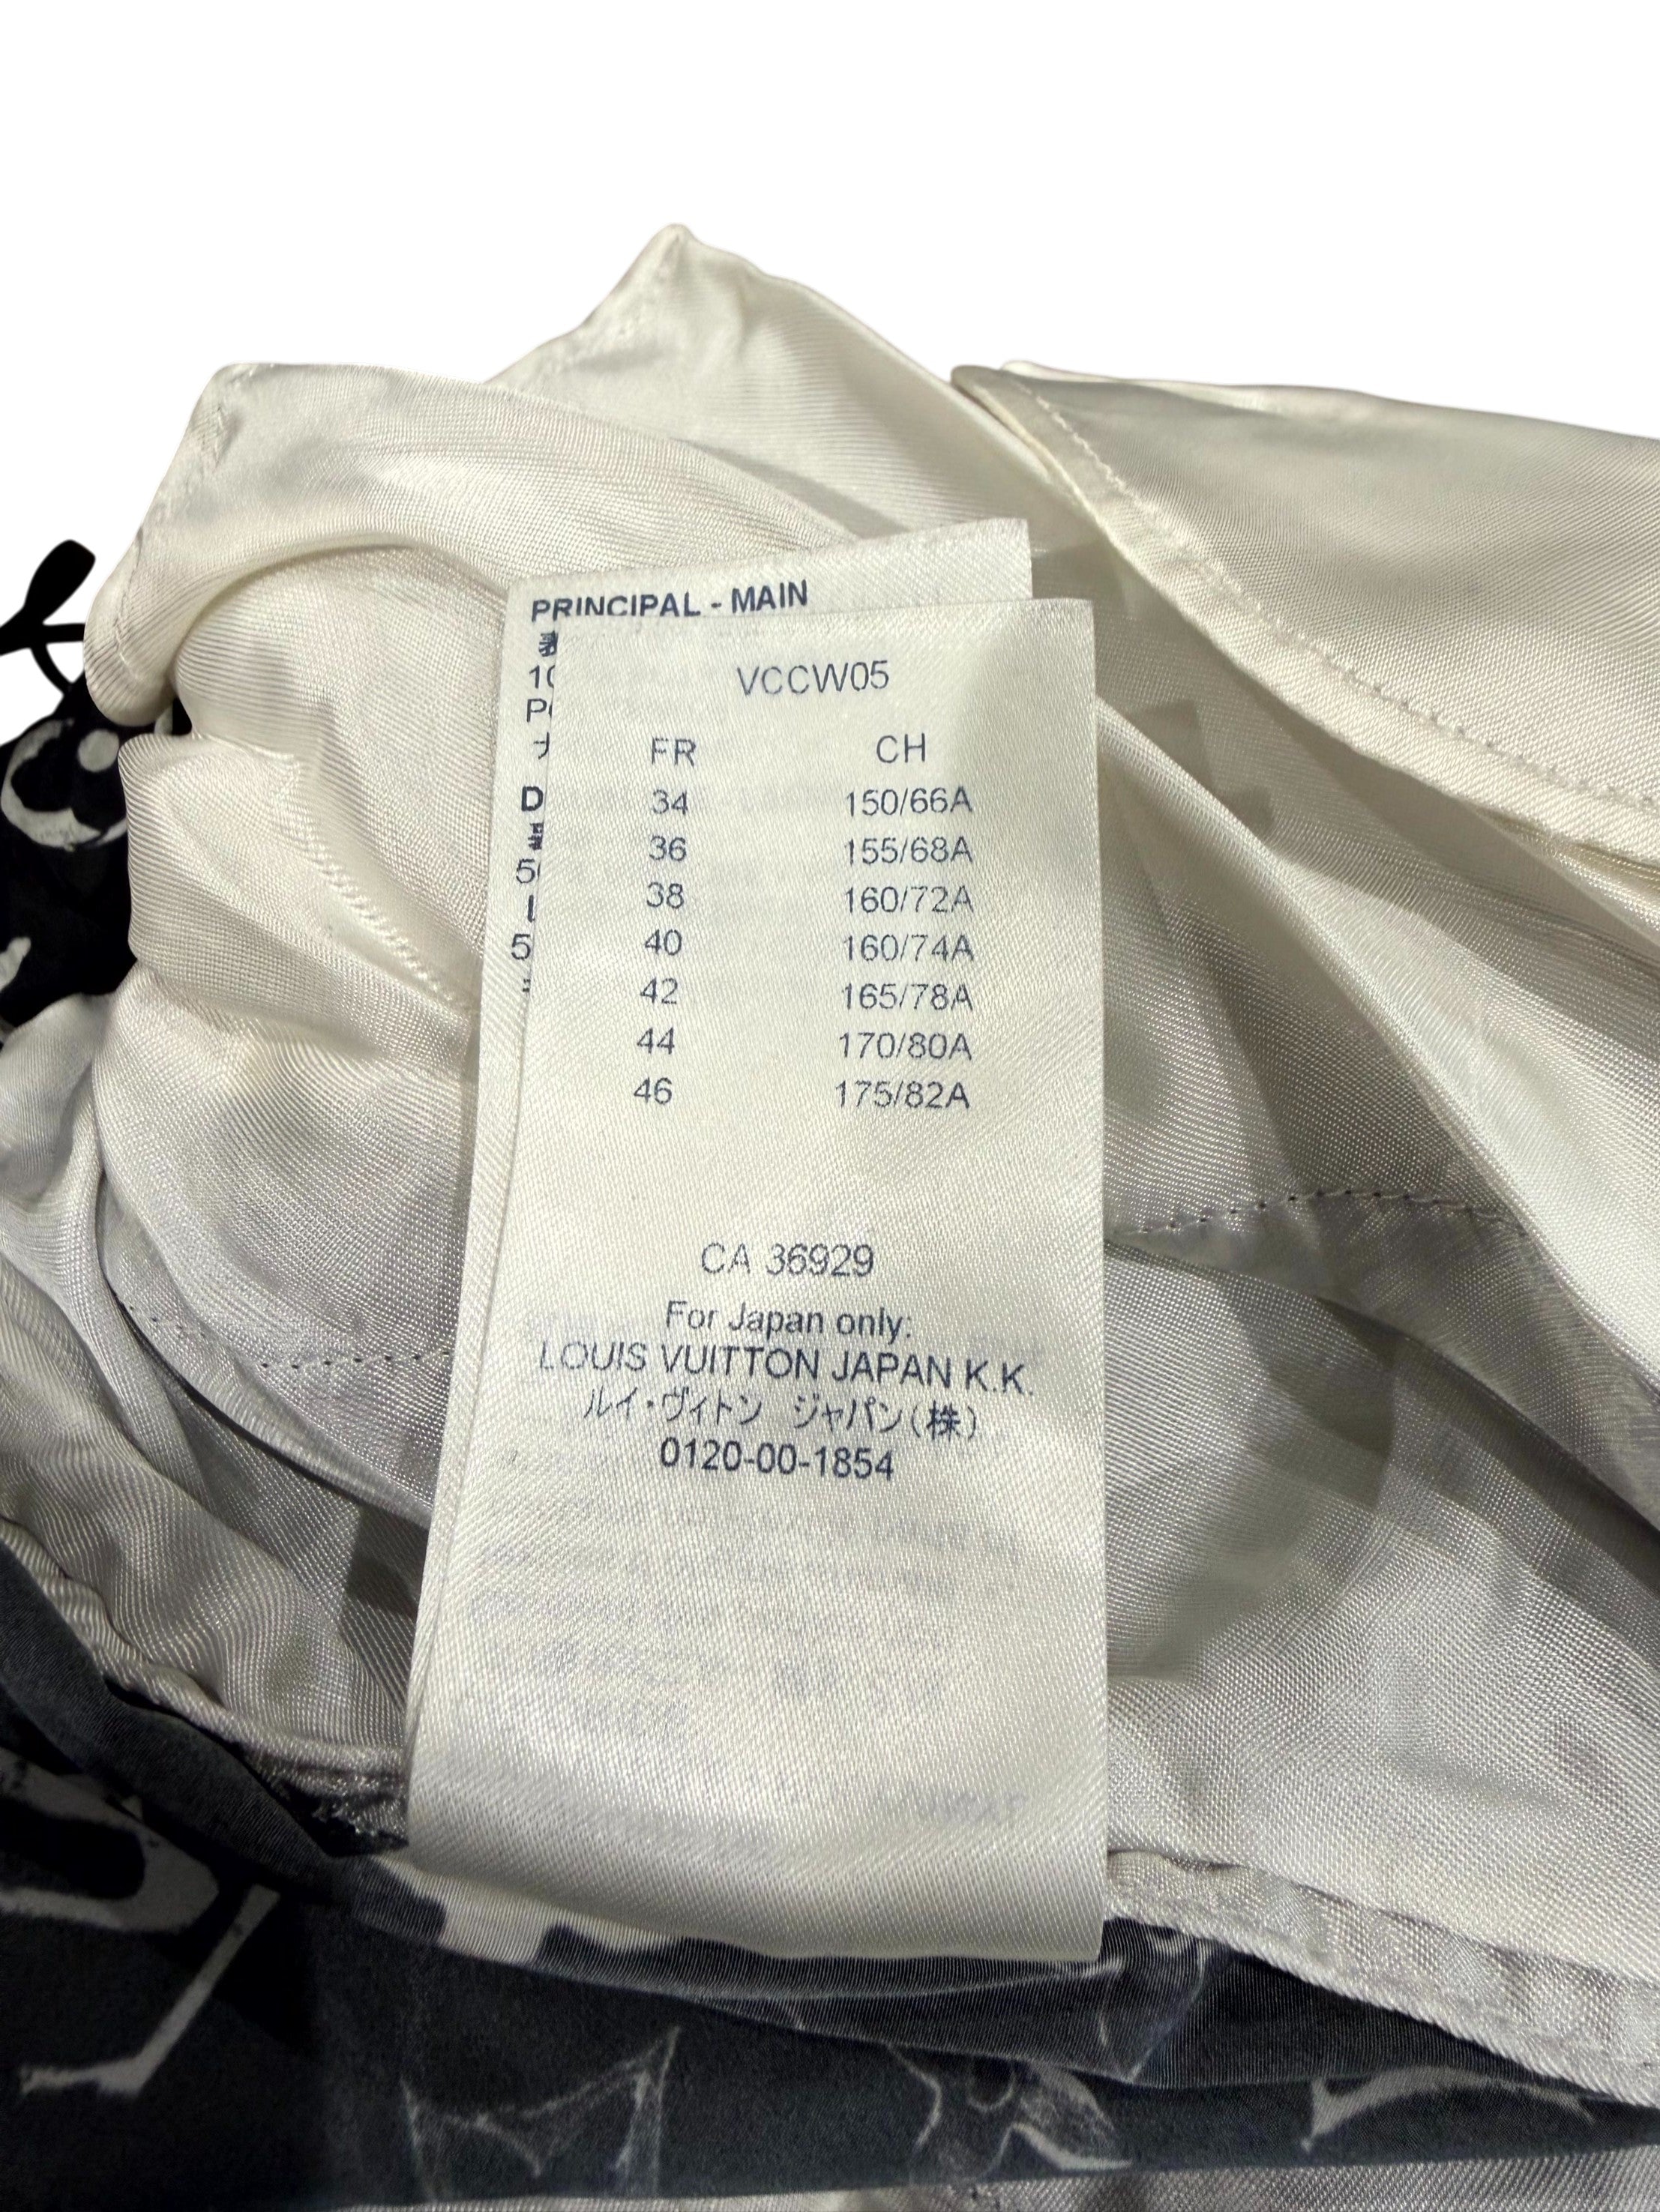 PRINCIPAL - MAIN
VCCW05
FR CH
34 150/66A
36 155/68A
38 160/72A
40 160/74A
42 165/78A
44 170/80A
46 175/82A
CA 36929
For Japan only:
LOUIS VUITTON JAPAN K.K.
ルイ・ヴィトン ジャパン(株)
0120-00-1854